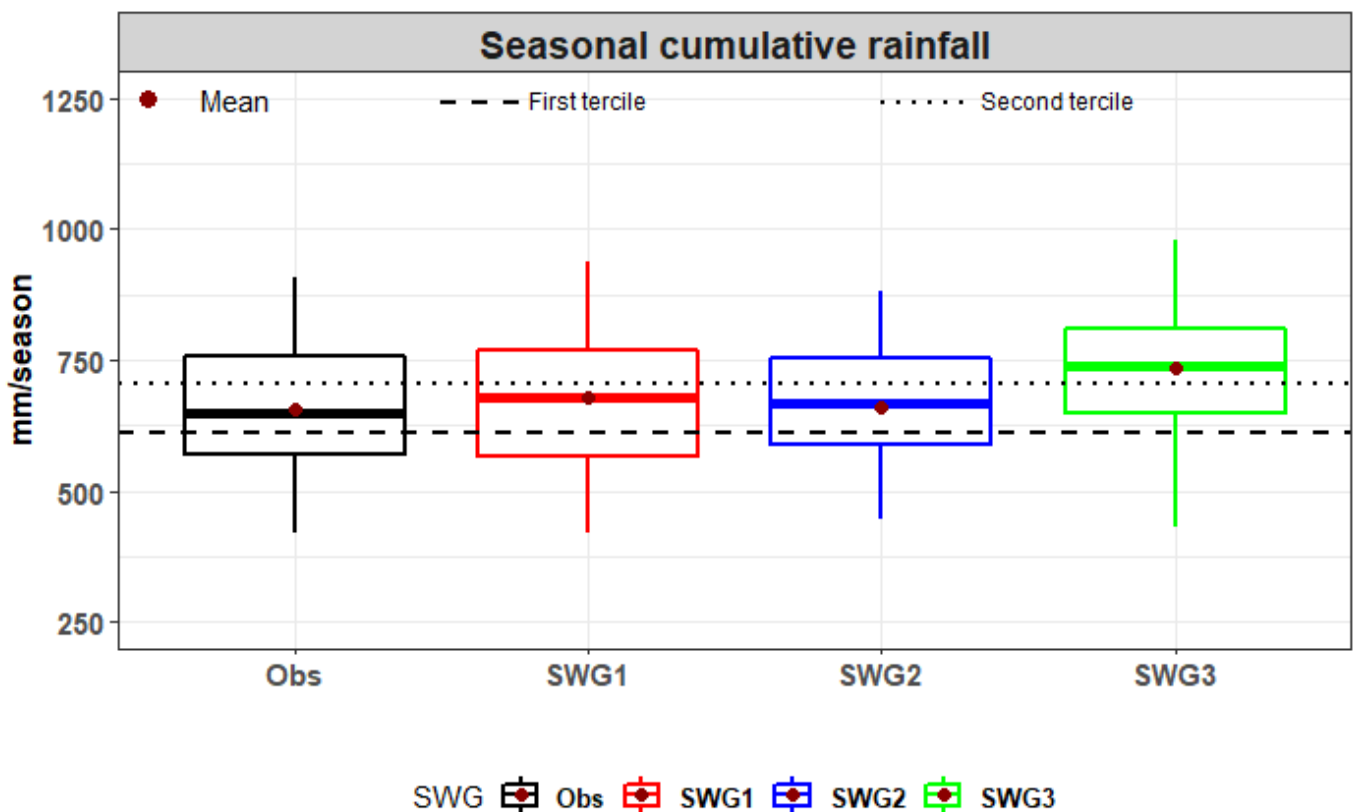 Seasonal cumulative rainfall
Mean First tercile Second tercile
1250
1000
750
500
250
mm/season
Obs SWG1 SWG2 SWG3
SWG Obs SWG1 SWG2 SWG3